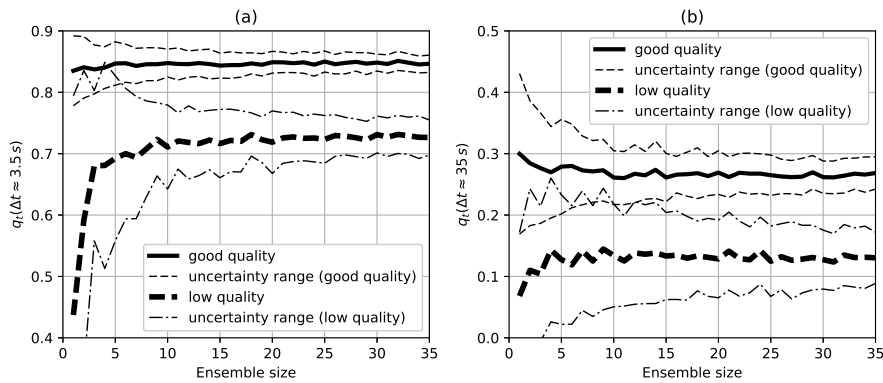 (a)
0.9
0.8
0.7
0.6
0.5
0.4
q_t(Δt ≈ 3.5 s)
good quality
uncertainty range (good quality)
low quality
uncertainty range (low quality)
0 5 10 15 20 25 30 35
Ensemble size
(b)
0.5
0.4
0.3
0.2
0.1
0.0
q_t(Δt ≈ 35 s)
good quality
uncertainty range (good quality)
low quality
uncertainty range (low quality)
0 5 10 15 20 25 30 35
Ensemble size